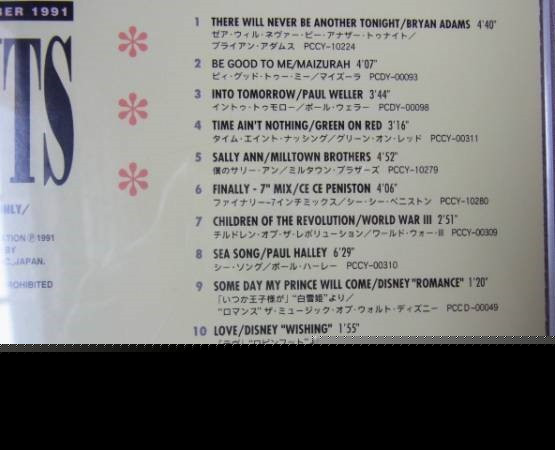 BER 1991
TS
NLY/
ATION ℗1991
BY
C., JAPAN.
PROHIBITED
1 THERE WILL NEVER BE ANOTHER TONIGHT/BRYAN ADAMS 4'40"
ゼア・ウィル・ネヴァー・ビー・アナザー・トゥナイト/
ブライアン・アダムス PCCY-10224
2 BE GOOD TO ME/MAIZURAH 4'07"
ビィ・グッド・トゥー・ミー/マイズーラ PCDY-00093
3 INTO TOMORROW/PAUL WELLER 3'44"
イントゥ・トゥモロー/ポール・ウェラー PCDY-00098
4 TIME AIN'T NOTHING/GREEN ON RED 3'16"
タイム・エイント・ナッシング/グリーン・オン・レッド PCCY-00311
5 SALLY ANN/MILLTOWN BROTHERS 4'52"
僕のサリー・アン/ミルタウン・ブラザーズ PCCY-10279
6 FINALLY - 7" MIX/CE CE PENISTON 4'06"
ファイナリー-7インチミックス/シー・シー・ペニストン PCCY-10280
7 CHILDREN OF THE REVOLUTION/WORLD WAR III 2'51"
チルドレン・オブ・ザ・レボリューション/ワールド・ウォー・III PCCY-00309
8 SEA SONG/PAUL HALLEY 6'29"
シー・ソング/ポール・ハーレー PCCY-00310
9 SOME DAY MY PRINCE WILL COME/DISNEY "ROMANCE" 1'20"
「いつか王子様が」"白雪姫"より/
"ロマンス" ザ・ミュージック・オブ・ウォルト・ディズニー PCCD-00049
10 LOVE/DISNEY "WISHING" 1'55"